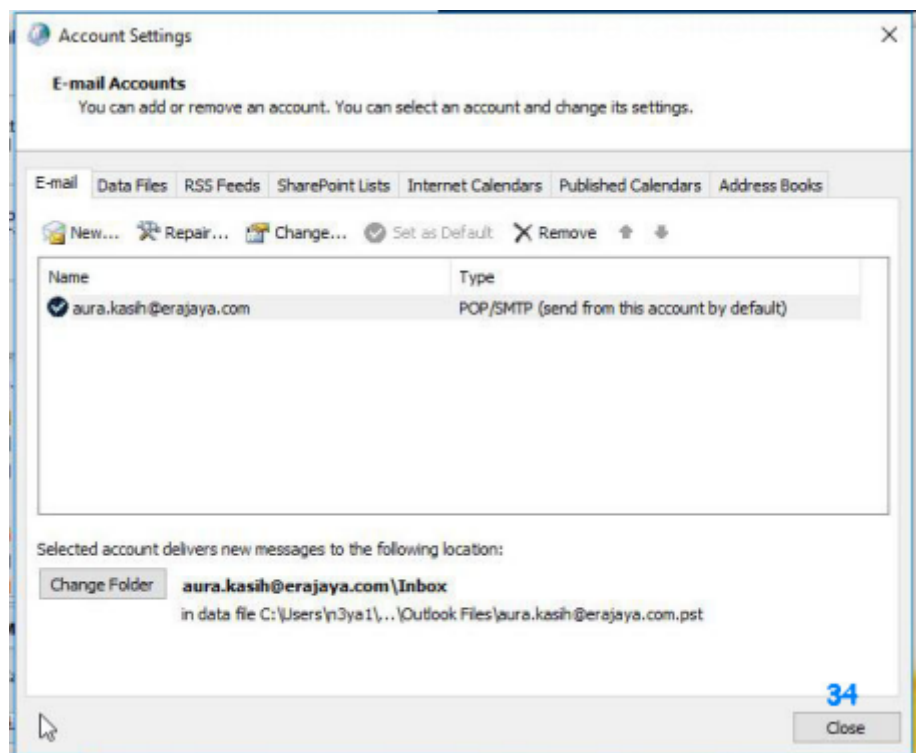 Account Settings
E-mail Accounts
You can add or remove an account. You can select an account and change its settings.
E-mail Data Files RSS Feeds SharePoint Lists Internet Calendars Published Calendars Address Books
New... Repair... Change... Set as Default Remove
Name Type
aura.kasih@erajaya.com POP/SMTP (send from this account by default)
Selected account delivers new messages to the following location:
Change Folder aura.kasih@erajaya.com\Inbox
in data file C:\Users\n3ya1\...\Outlook Files\aura.kasih@erajaya.com.pst
34
Close